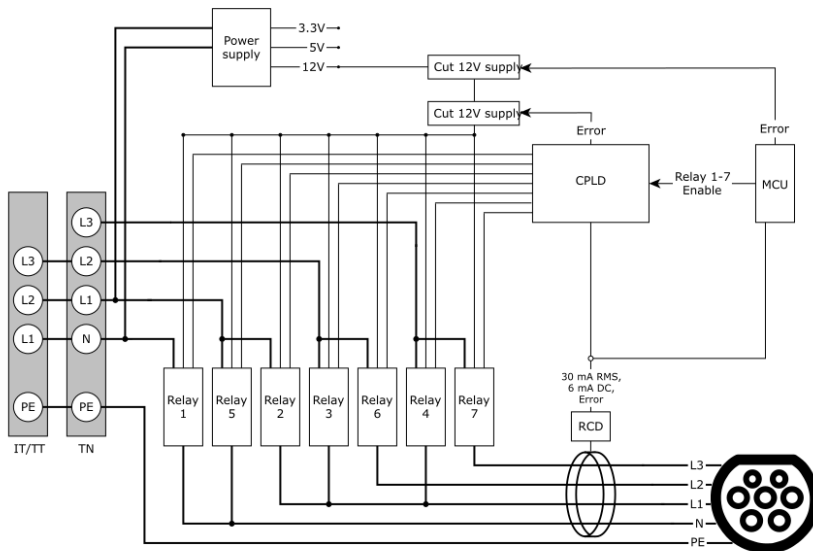 Power
supply
3.3V
5V
12V
Cut 12V supply
Cut 12V supply
Error
Error
CPLD
Relay 1-7
Enable
MCU
L3
L3
L2
L2
L1
L1
N
PE
PE
IT/TT
TN
Relay
1
Relay
5
Relay
2
Relay
3
Relay
6
Relay
4
Relay
7
30 mA RMS,
6 mA DC,
Error
RCD
L3
L2
L1
N
PE